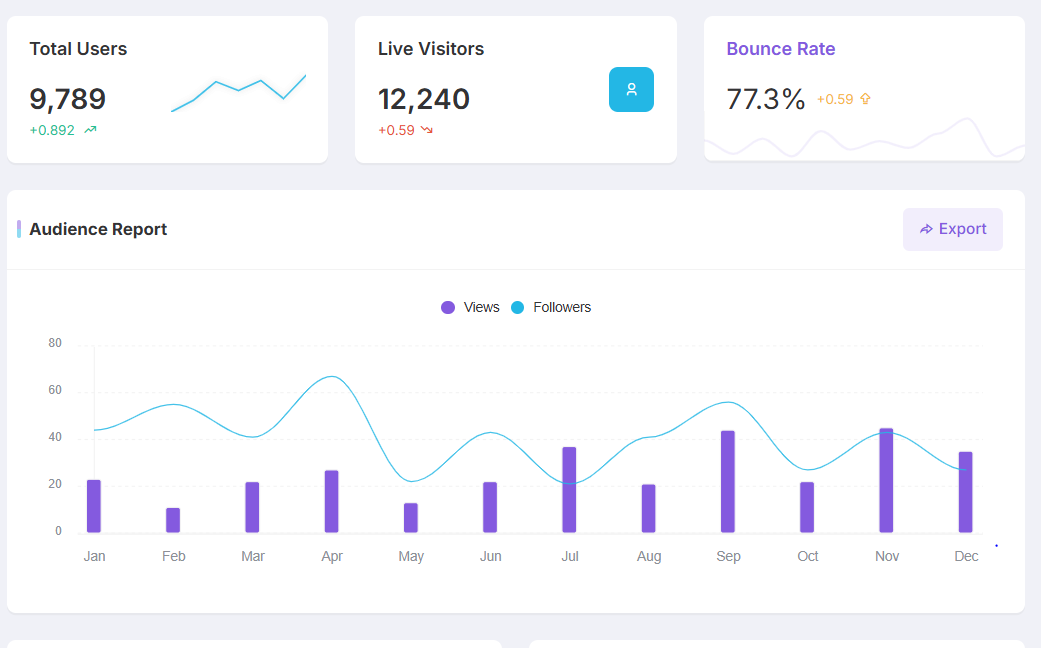 Total Users
9,789
+0.892
Live Visitors
12,240
+0.59
Bounce Rate
77.3% +0.59
Audience Report
Export
Views Followers
80
60
40
20
0
Jan Feb Mar Apr May Jun Jul Aug Sep Oct Nov Dec